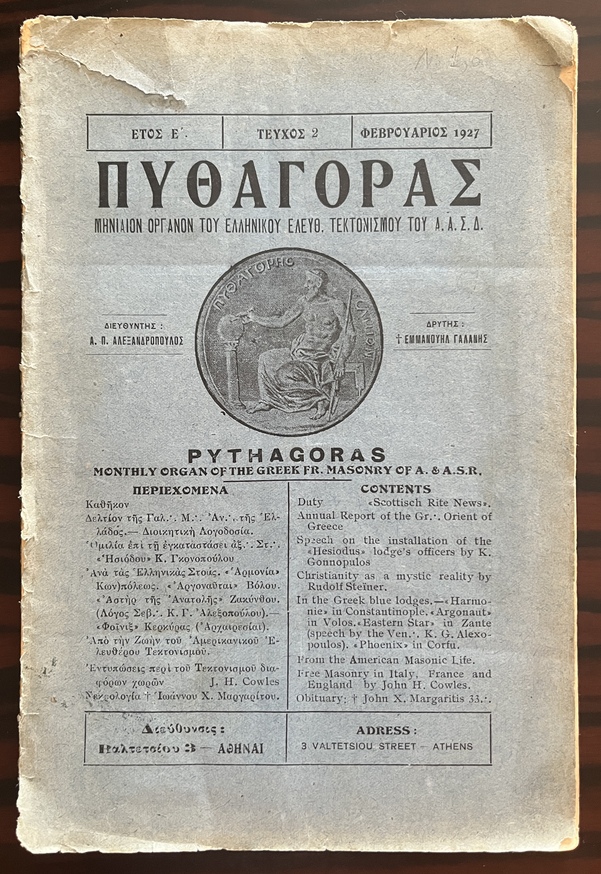 ΕΤΟΣ Ε΄.
ΤΕΥΧΟΣ 2
ΦΕΒΡΟΥΑΡΙΟΣ 1927
ΠΥΘΑΓΟΡΑΣ
ΜΗΝΙΑΙΟΝ ΟΡΓΑΝΟΝ ΤΟΥ ΕΛΛΗΝΙΚΟΥ ΕΛΕΥΘ. ΤΕΚΤΟΝΙΣΜΟΥ ΤΟΥ Α.Α.Σ.Δ.
ΠΥΘΑΓΟΡΗΣ
ΣΑΜΙΩΝ
ΔΙΕΥΘΥΝΤΗΣ :
Α. Π. ΑΛΕΞΑΝΔΡΟΠΟΥΛΟΣ
ΔΡΥΤΗΣ :
† ΕΜΜΑΝΟΥΗΛ ΓΑΛΑΝΗΣ
PYTHAGORAS
MONTHLY ORGAN OF THE GREEK FR. MASONRY OF A. & A.S.R,
ΠΕΡΙΕΧΟΜΕΝΑ
Καθῆκον
Δελτίον τῆς Γαλ.·. Μ.·. Ἀν.·. τῆς Ἑλ-
λάδος.— Διοικητικὴ Λογοδοσία.
Ὁμιλία ἐπὶ τῇ ἐγκαταστάσει ἀξ.·. Στ.·.
«Ἡσιόδου» Κ. Γκονοπούλου
Ἀνὰ τὰς Ἑλληνικὰς Στοάς. «Ἁρμονία»
Κων)πόλεως. «Ἀργοναῦται» Βόλου.
«Ἀστὴρ τῆς Ἀνατολῆς» Ζακύνθου.
(Λόγος Σεβ.·. Κ. Γ. Ἀλεξοπούλου).—
«Φοῖνιξ» Κερκύρας (Ἀρχαιρεσίαι).
Ἀπὸ τὴν Ζωὴν τοῦ Ἀμερικανικοῦ Ἐ-
λευθέρου Τεκτονισμοῦ.
Ἐντυπώσεις περὶ τοῦ Τεκτονισμοῦ δια-
φόρων χωρῶν J. H. Cowles
Νεκρολογία † Ἰωάννου Χ. Μαργαρίτου.
CONTENTS
Duty «Scottisch Rite News».
Annual Report of the Gr.·. Orient of
Greece
Speech on the installation of the
«Hesiodus» lodge's officers by K.
Gonnopulos
Christianity as a mystic reality by
Rudolf Steiner.
In the Greek blue lodges.—«Harmo-
nie» in Constantinople. «Argonaut»
in Volos. «Eastern Star» in Zante
(speech by the Ven.·. K. G. Alexo-
poulos). «Phoenix» in Corfu.
From the American Masonic Life.
Free Masonry in Italy, France and
England by John H. Cowles.
Obituary: † John X. Margaritis 33.·.
Διεύθυνσις :
Βαλτετσίου 3 — ΑΘΗΝΑΙ
ADRESS :
3 VALTETSIOU STREET – ATHENS